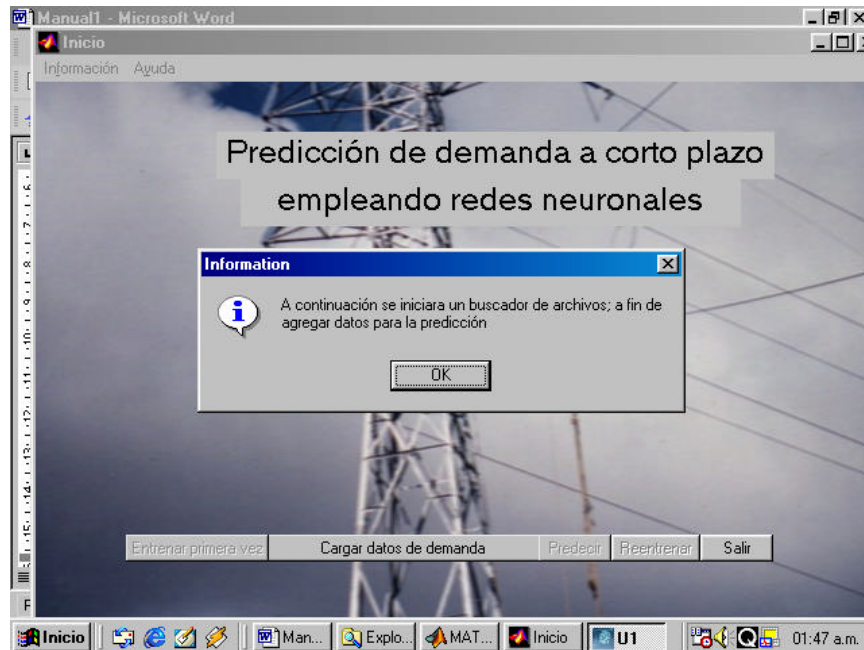 Manual1 - Microsoft Word
Inicio
Información Ayuda
Predicción de demanda a corto plazo
empleando redes neuronales
Information
A continuación se iniciara un buscador de archivos; a fin de
agregar datos para la predicción
OK
Entrenar primera vez Cargar datos de demanda Predecir Reentrenar Salir
Inicio Man... Explo... MAT... Inicio U1 01:47 a.m.